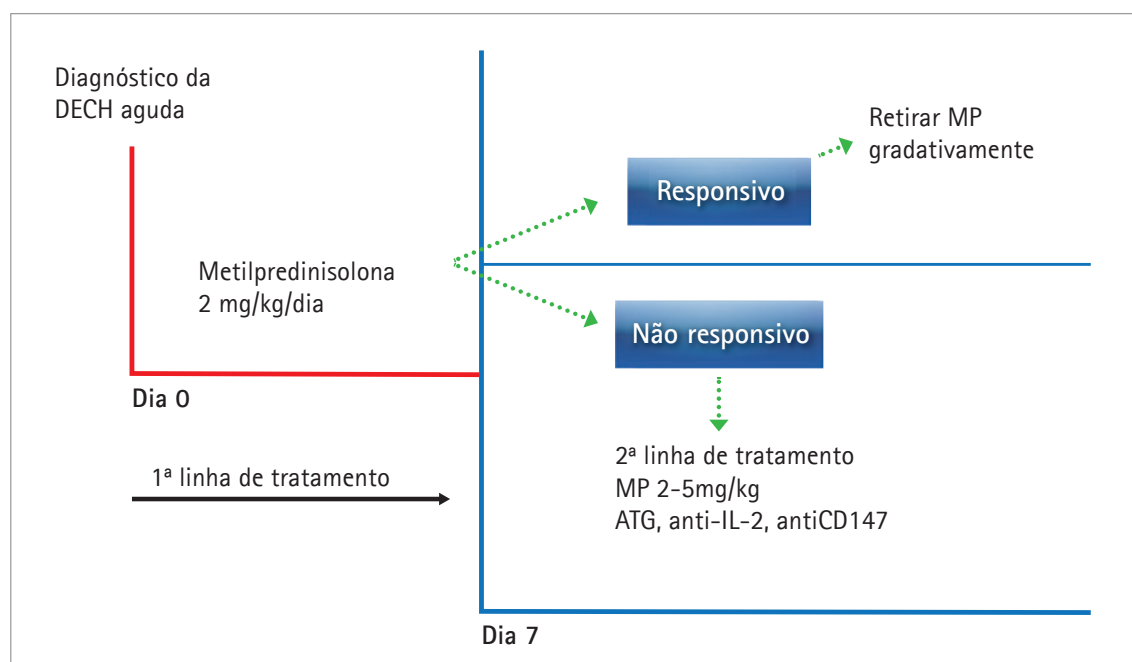 Diagnóstico da
DECH aguda
Metilpredinisolona
2 mg/kg/dia
Dia 0
1ª linha de tratamento
Responsivo
Retirar MP
gradativamente
Não responsivo
2ª linha de tratamento
MP 2-5mg/kg
ATG, anti-IL-2, antiCD147
Dia 7